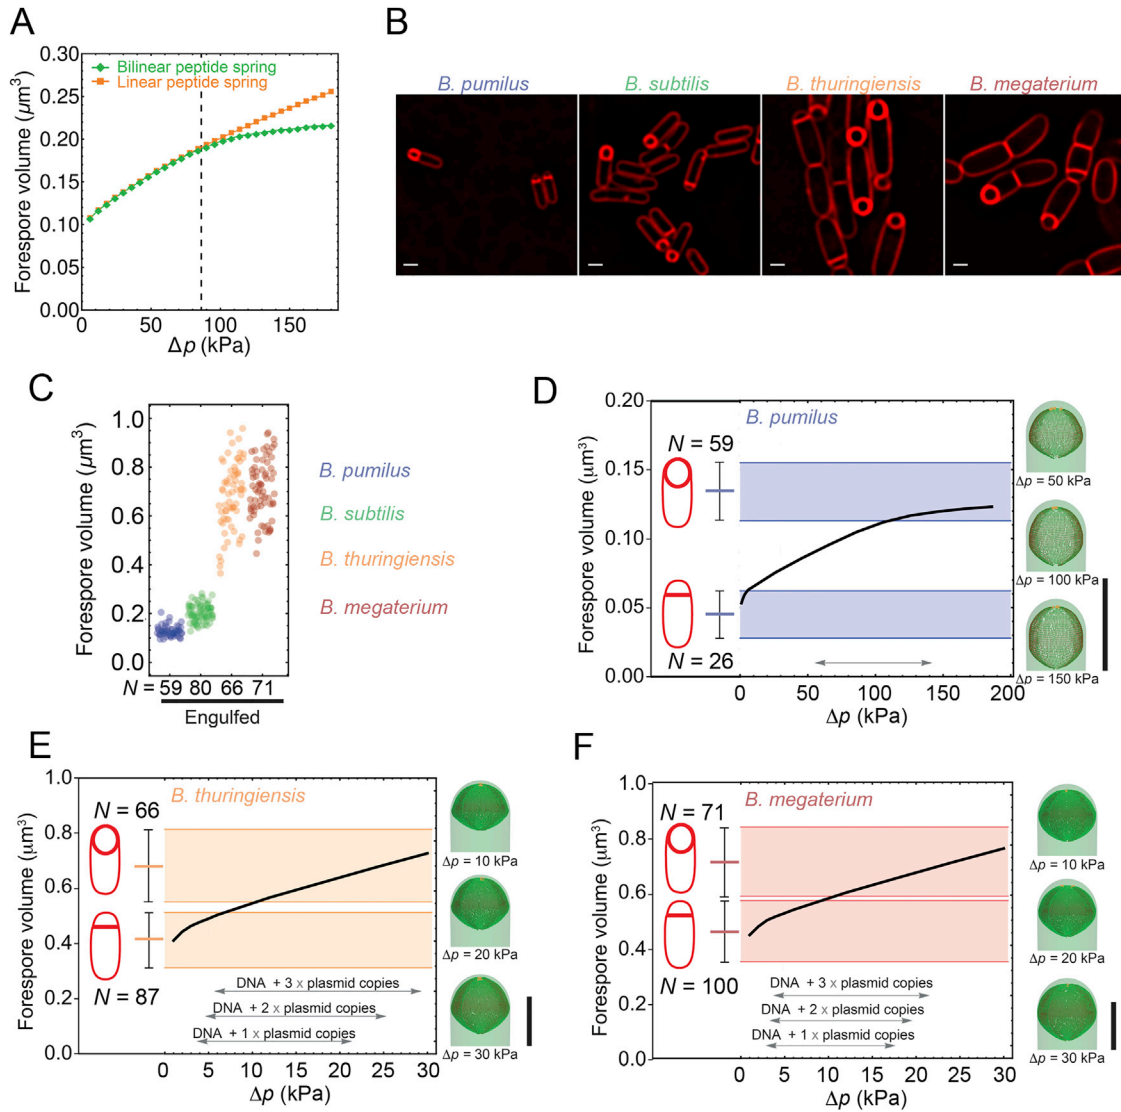 A
0.30
0.25
0.20
0.15
0.10
0.05
0.00
Forespore volume (μm³)
Bilinear peptide spring
Linear peptide spring
0 50 100 150
Δp (kPa)
B
B. pumilus B. subtilis B. thuringiensis B. megaterium
C
1.0
0.8
0.6
0.4
0.2
0.0
Forespore volume (μm³)
N = 59 80 66 71
Engulfed
B. pumilus
B. subtilis
B. thuringiensis
B. megaterium
D
0.20
0.15
0.10
0.05
0.00
Forespore volume (μm³)
B. pumilus
N = 59
N = 26
0 50 100 150 200
Δp (kPa)
Δp = 50 kPa
Δp = 100 kPa
Δp = 150 kPa
E
1.0
0.8
0.6
0.4
0.2
0.0
Forespore volume (μm³)
B. thuringiensis
N = 66
N = 87
DNA + 3 x plasmid copies
DNA + 2 x plasmid copies
DNA + 1 x plasmid copies
0 5 10 15 20 25 30
Δp (kPa)
Δp = 10 kPa
Δp = 20 kPa
Δp = 30 kPa
F
1.0
0.8
0.6
0.4
0.2
0.0
Forespore volume (μm³)
B. megaterium
N = 71
N = 100
DNA + 3 x plasmid copies
DNA + 2 x plasmid copies
DNA + 1 x plasmid copies
0 5 10 15 20 25 30
Δp (kPa)
Δp = 10 kPa
Δp = 20 kPa
Δp = 30 kPa